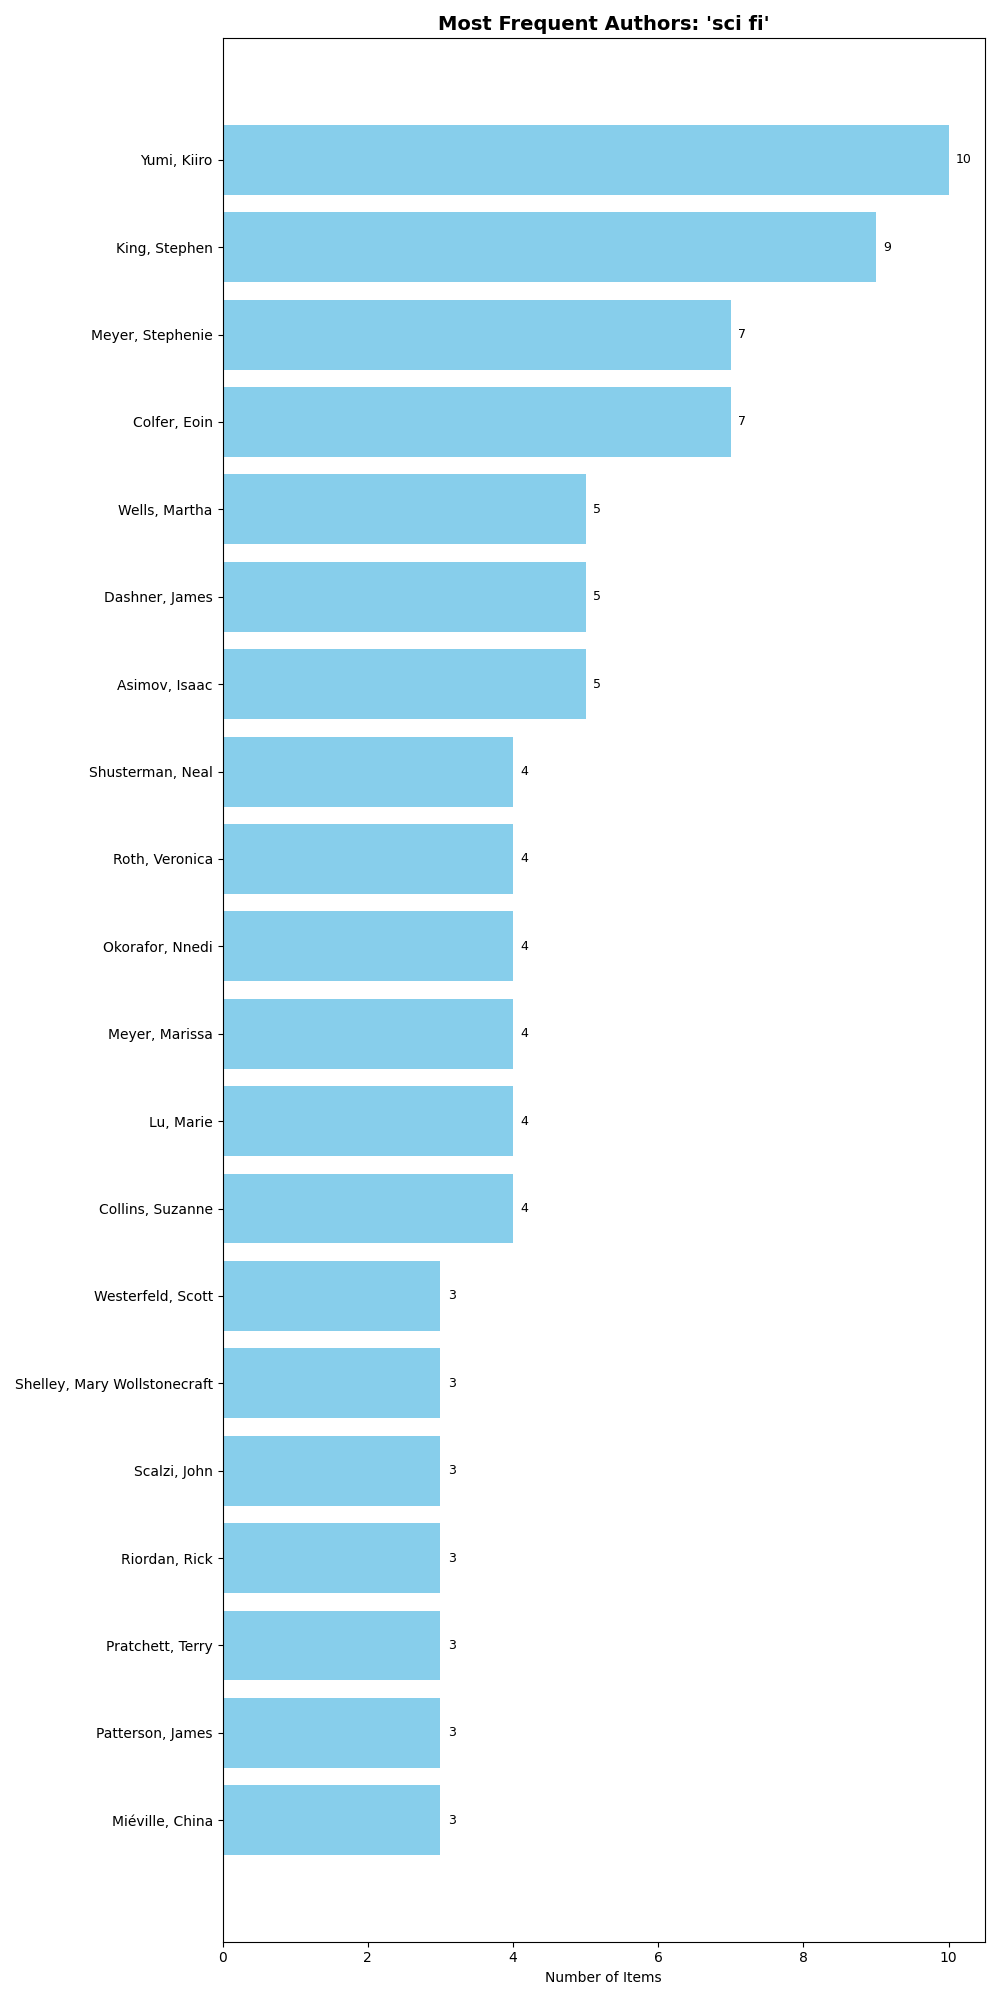 Most Frequent Authors: 'sci fi'
Yumi, Kiiro 10
King, Stephen 9
Meyer, Stephenie 7
Colfer, Eoin 7
Wells, Martha 5
Dashner, James 5
Asimov, Isaac 5
Shusterman, Neal 4
Roth, Veronica 4
Okorafor, Nnedi 4
Meyer, Marissa 4
Lu, Marie 4
Collins, Suzanne 4
Westerfeld, Scott 3
Shelley, Mary Wollstonecraft 3
Scalzi, John 3
Riordan, Rick 3
Pratchett, Terry 3
Patterson, James 3
Miéville, China 3
0 2 4 6 8 10
Number of Items